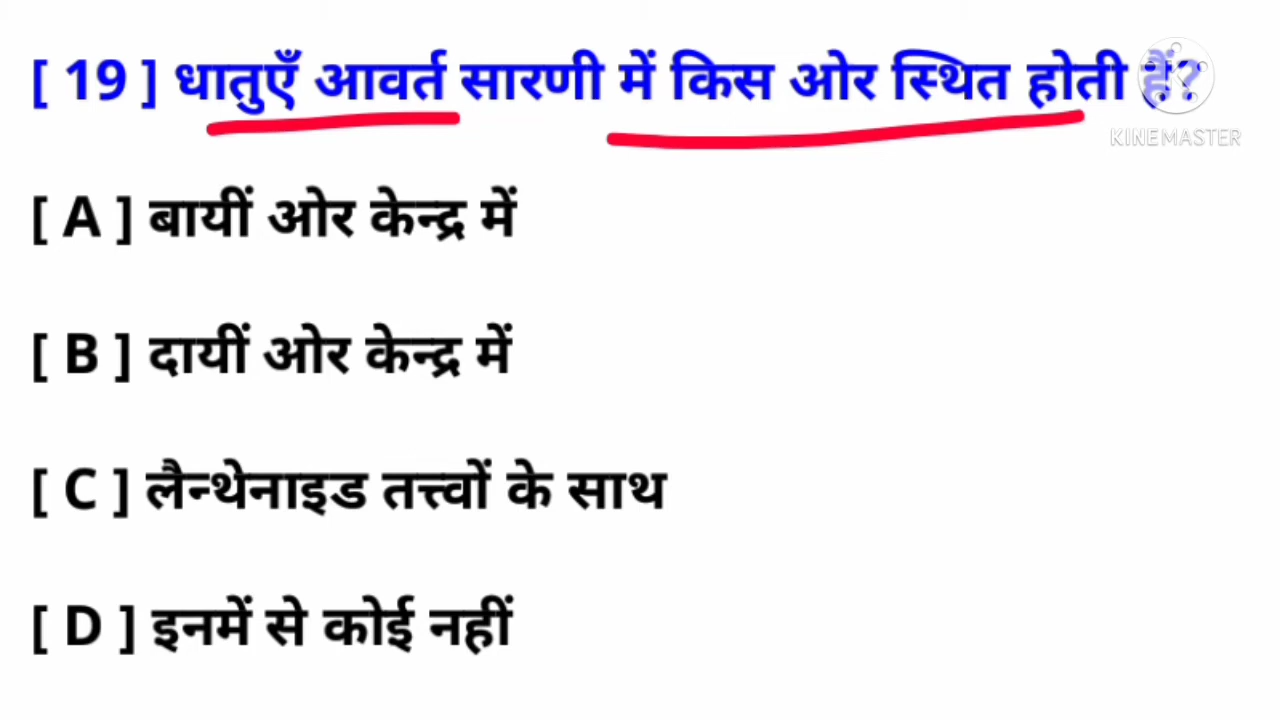 [ 19 ] धातुएँ आवर्त सारणी में किस ओर स्थित होती हैं?
KINEMASTER
[ A ] बायीं ओर केन्द्र में
[ B ] दायीं ओर केन्द्र में
[ C ] लैन्थेनाइड तत्त्वों के साथ
[ D ] इनमें से कोई नहीं